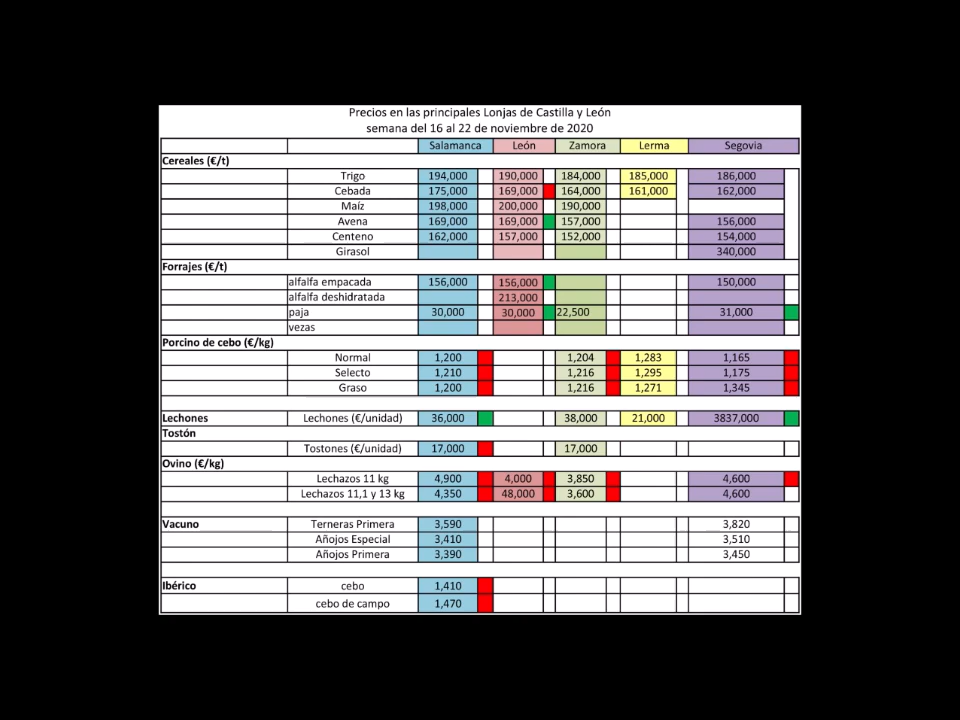 Precios en las principales Lonjas de Castilla y León
semana del 16 al 22 de noviembre de 2020
Salamanca León Zamora Lerma Segovia
Cereales (€/t)
Trigo 194,000 190,000 184,000 185,000 186,000
Cebada 175,000 169,000 164,000 161,000 162,000
Maíz 198,000 200,000 190,000
Avena 169,000 169,000 157,000 156,000
Centeno 162,000 157,000 152,000 154,000
Girasol 340,000
Forrajes (€/t)
alfalfa empacada 156,000 156,000 150,000
alfalfa deshidratada 213,000
paja 30,000 30,000 22,500 31,000
vezas
Porcino de cebo (€/kg)
Normal 1,200 1,204 1,283 1,165
Selecto 1,210 1,216 1,295 1,175
Graso 1,200 1,216 1,271 1,345
Lechones Lechones (€/unidad) 36,000 38,000 21,000 3837,000
Tostón
Tostones (€/unidad) 17,000 17,000
Ovino (€/kg)
Lechazos 11 kg 4,900 4,000 3,850 4,600
Lechazos 11,1 y 13 kg 4,350 48,000 3,600 4,600
Vacuno Terneras Primera 3,590 3,820
Añojos Especial 3,410 3,510
Añojos Primera 3,390 3,450
Ibérico cebo 1,410
cebo de campo 1,470